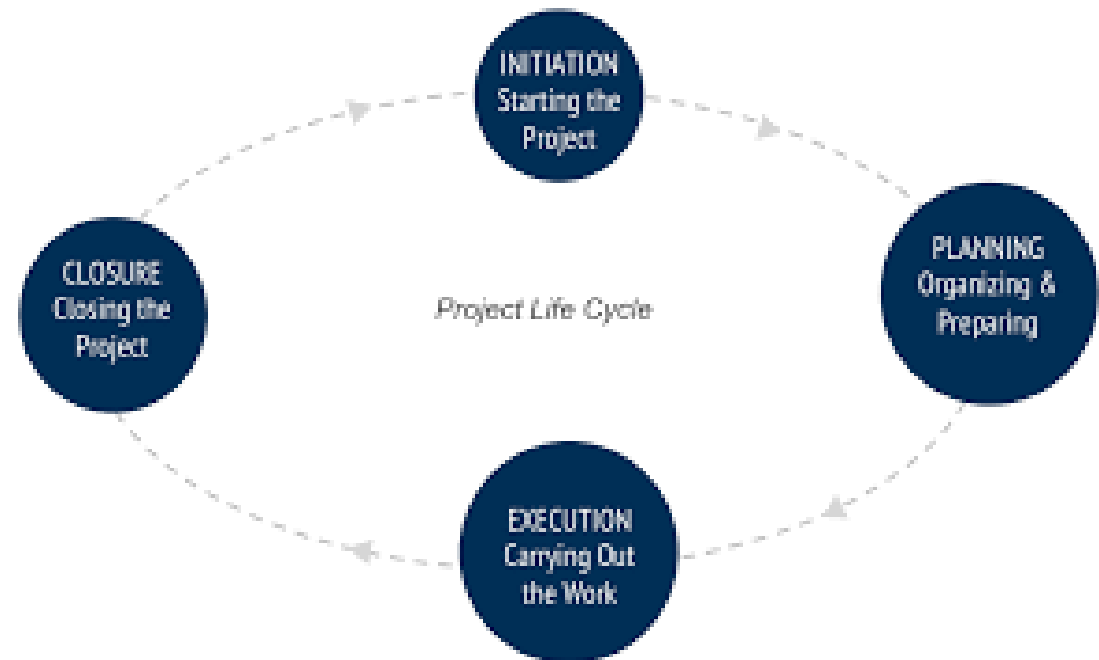 INITIATION
Starting the
Project
PLANNING
Organizing &
Preparing
EXECUTION
Carrying Out
the Work
CLOSURE
Closing the
Project
Project Life Cycle